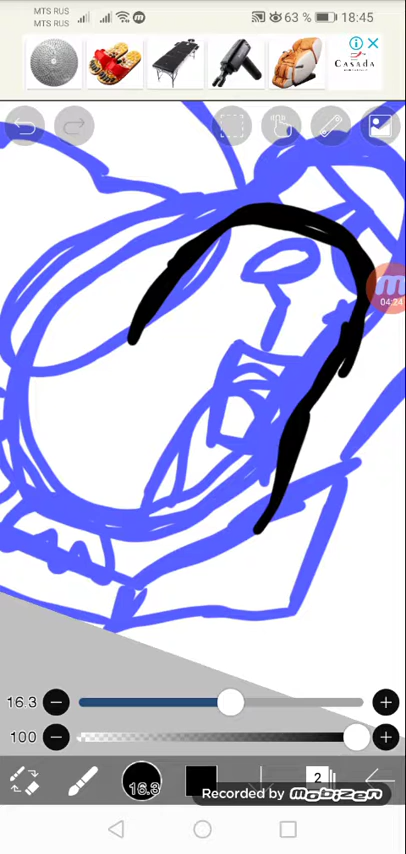 MTS RUS
MTS RUS
63 %
18:45
CASADA
04:24
16.3
100
16.3
2
Recorded by mobizen